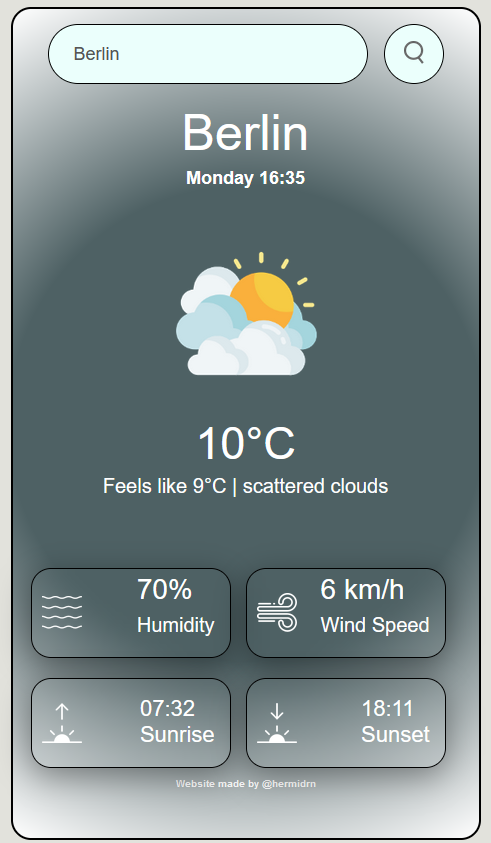 Berlin
Berlin
Monday 16:35
10°C
Feels like 9°C | scattered clouds
70%
Humidity
6 km/h
Wind Speed
07:32
Sunrise
18:11
Sunset
Website made by @hermidrn